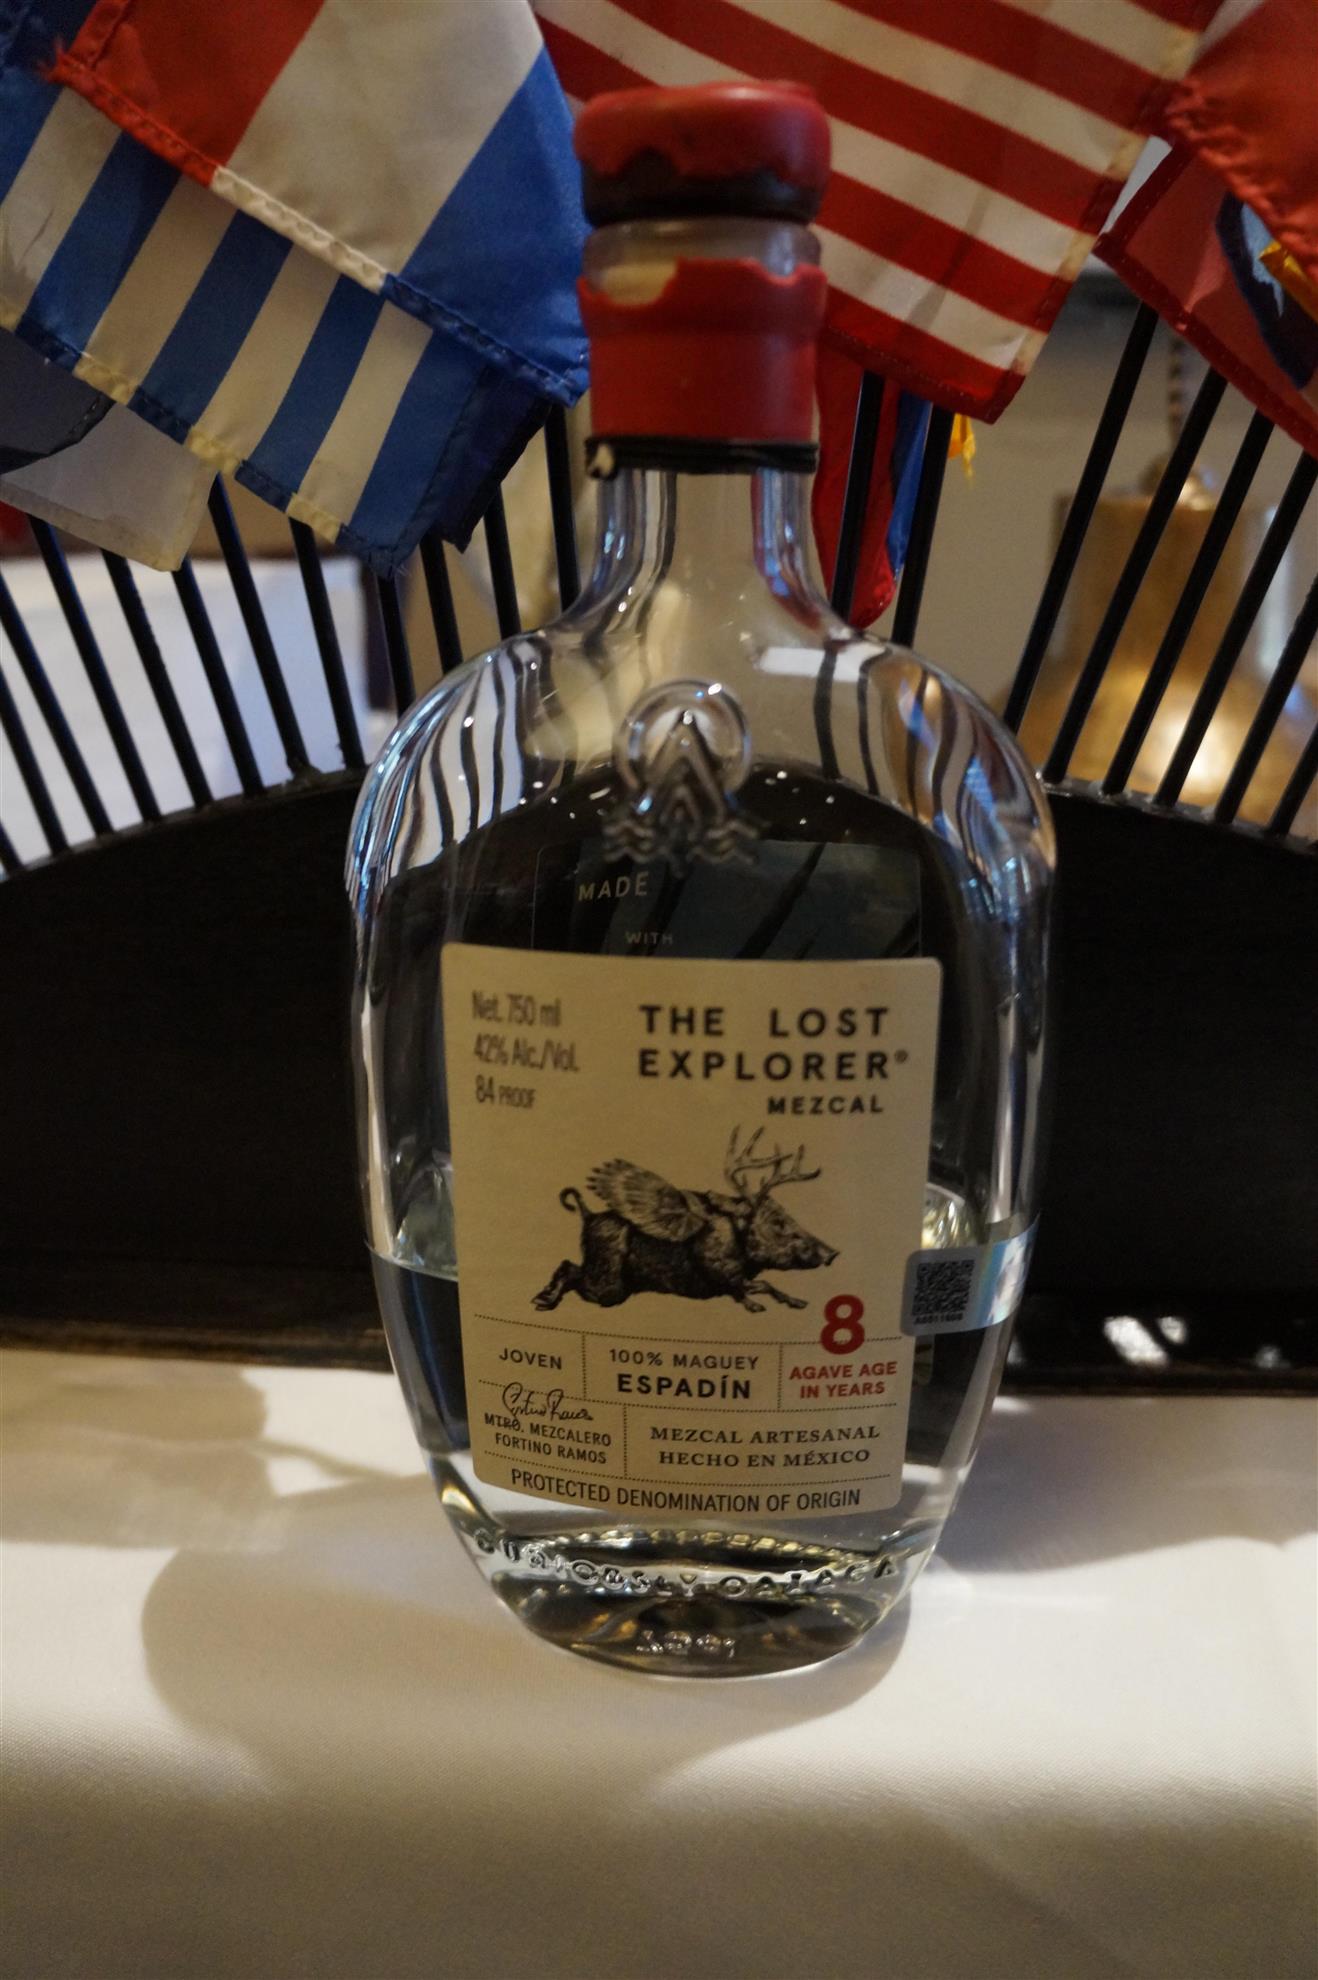 MADE
WITH
Net. 750 ml
42% Alc./Vol.
84 PROOF
THE LOST
EXPLORER®
MEZCAL
8
AGAVE AGE
IN YEARS
JOVEN
100% MAGUEY
ESPADÍN
MTRO. MEZCALERO
FORTINO RAMOS
MEZCAL ARTESANAL
HECHO EN MÉXICO
PROTECTED DENOMINATION OF ORIGIN